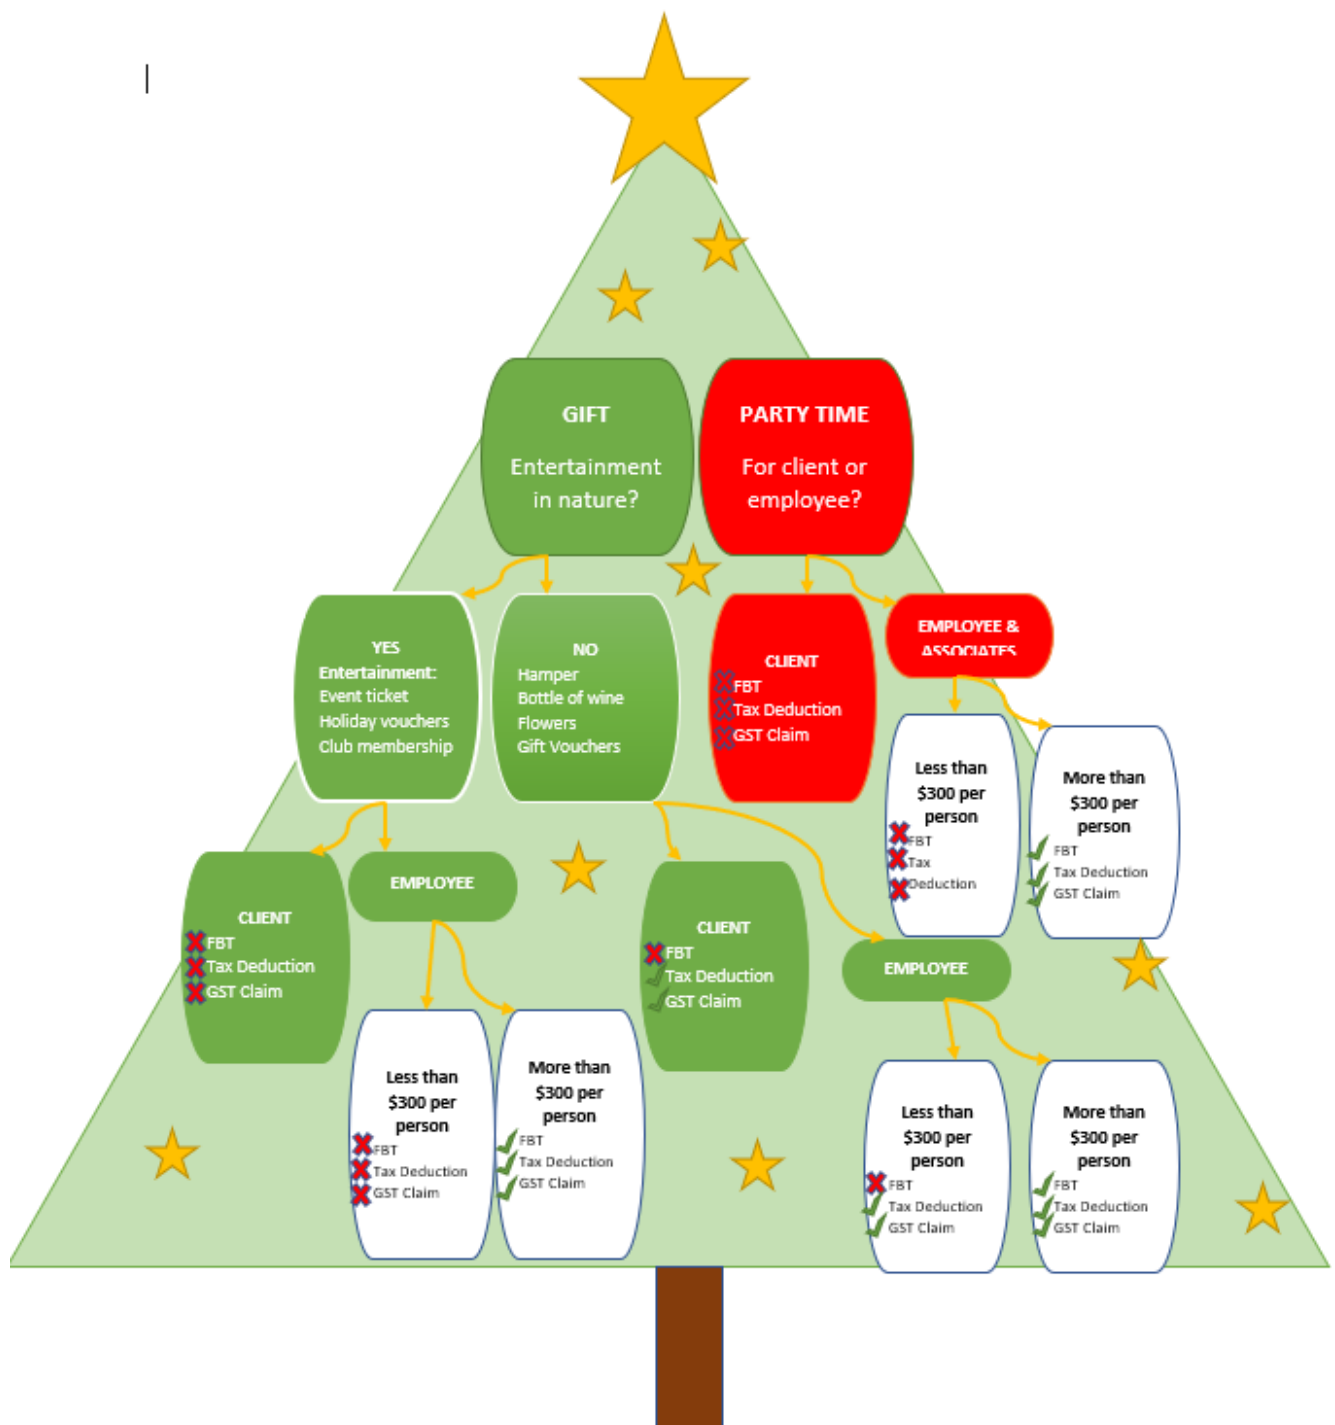 GIFT
Entertainment
in nature?
PARTY TIME
For client or
employee?
YES
Entertainment:
Event ticket
Holiday vouchers
Club membership
NO
Hamper
Bottle of wine
Flowers
Gift Vouchers
CLIENT
FBT
Tax Deduction
GST Claim
EMPLOYEE &
ASSOCIATES
Less than
$300 per
person
FBT
Tax
Deduction
More than
$300 per
person
FBT
Tax Deduction
GST Claim
CLIENT
FBT
Tax Deduction
GST Claim
EMPLOYEE
Less than
$300 per
person
FBT
Tax Deduction
GST Claim
More than
$300 per
person
FBT
Tax Deduction
GST Claim
CLIENT
FBT
Tax Deduction
GST Claim
EMPLOYEE
Less than
$300 per
person
FBT
Tax Deduction
GST Claim
More than
$300 per
person
FBT
Tax Deduction
GST Claim